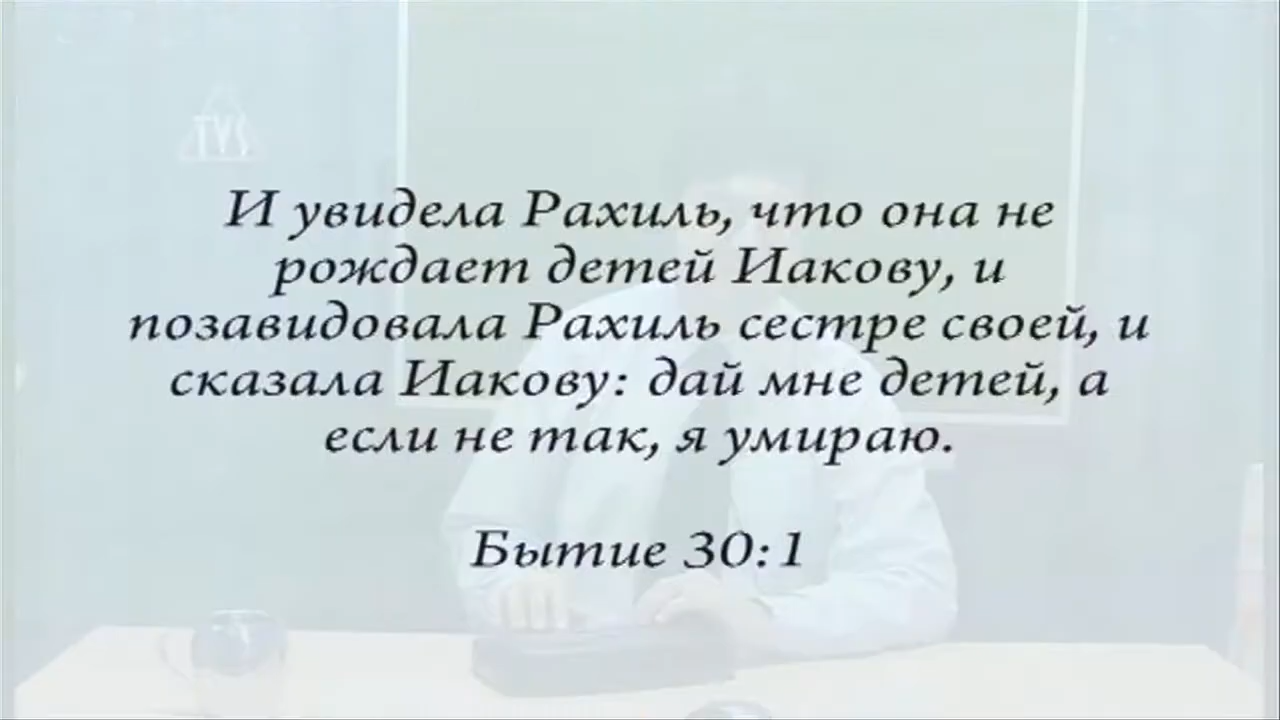 TVS
И увидела Рахиль, что она не
рождает детей Иакову, и
позавидовала Рахиль сестре своей, и
сказала Иакову: дай мне детей, а
если не так, я умираю.
Бытие 30:1